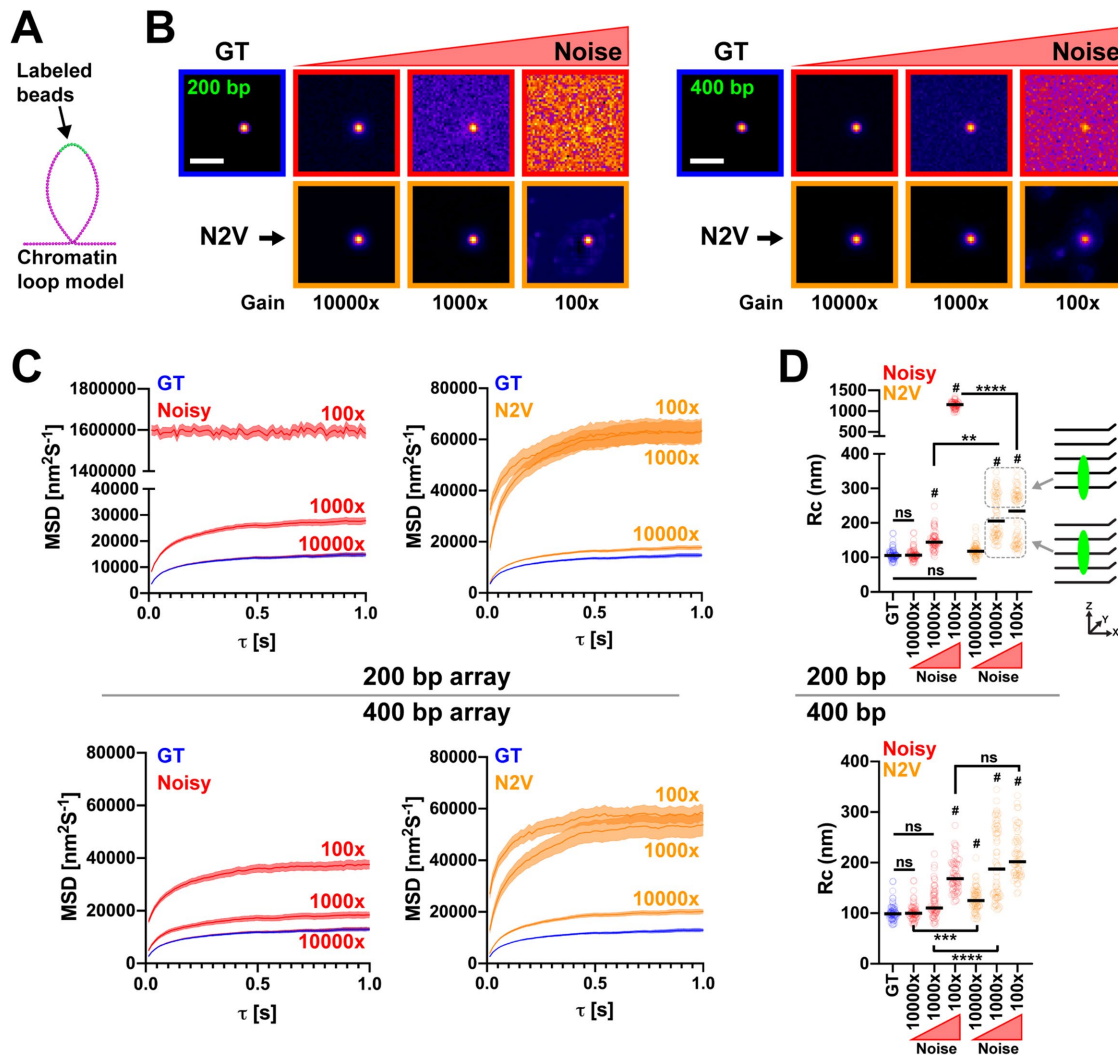 A
Labeled
beads
Chromatin
loop model
B
GT
Noise
200 bp
N2V
Gain
10000x
1000x
100x
GT
Noise
400 bp
N2V
Gain
10000x
1000x
100x
C
GT
Noisy
100x
1000x
10000x
1800000
1600000
1400000
40000
30000
20000
10000
0
MSD [nm²S⁻¹]
0.0
0.5
1.0
τ [s]
GT
N2V
100x
1000x
10000x
80000
60000
40000
20000
0
MSD [nm²S⁻¹]
0.0
0.5
1.0
τ [s]
200 bp array
400 bp array
GT
Noisy
100x
1000x
10000x
80000
60000
40000
20000
0
MSD [nm²S⁻¹]
0.0
0.5
1.0
τ [s]
GT
N2V
100x
1000x
10000x
80000
60000
40000
20000
0
MSD [nm²S⁻¹]
0.0
0.5
1.0
τ [s]
D
Noisy
N2V
1500
1000
500
400
300
200
100
0
Rc (nm)
# ****
**
# #
#
ns
ns
GT
10000x
1000x
100x
10000x
1000x
100x
Noise
Noise
Z
Y
X
200 bp
400 bp
Noisy
N2V
400
300
200
100
0
Rc (nm)
ns
# # # #
ns
ns
***
****
GT
10000x
1000x
100x
10000x
1000x
100x
Noise
Noise